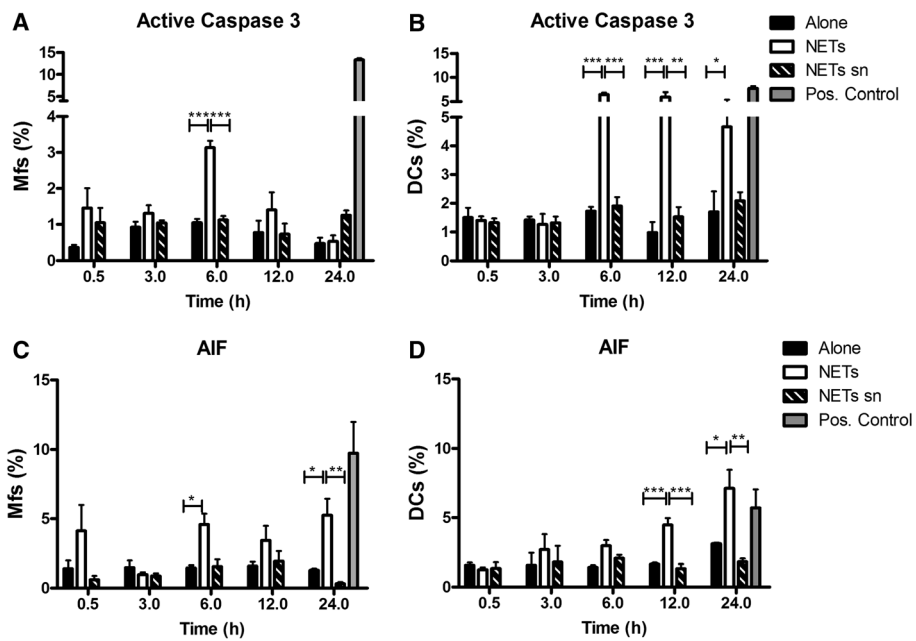 A
Active Caspase 3
Mfs (%)
15
10
5
4
3
2
1
0
*** ***
0.5 3.0 6.0 12.0 24.0
Time (h)
B
Active Caspase 3
DCs (%)
15
10
5
5
4
3
2
1
0
*** *** *** ** *
0.5 3.0 6.0 12.0 24.0
Time (h)
Alone
NETs
NETs sn
Pos. Control
C
AIF
Mfs (%)
15
10
5
0
* * **
0.5 3.0 6.0 12.0 24.0
Time (h)
D
AIF
DCs (%)
15
10
5
0
*** *** * **
0.5 3.0 6.0 12.0 24.0
Time (h)
Alone
NETs
NETs sn
Pos. Control